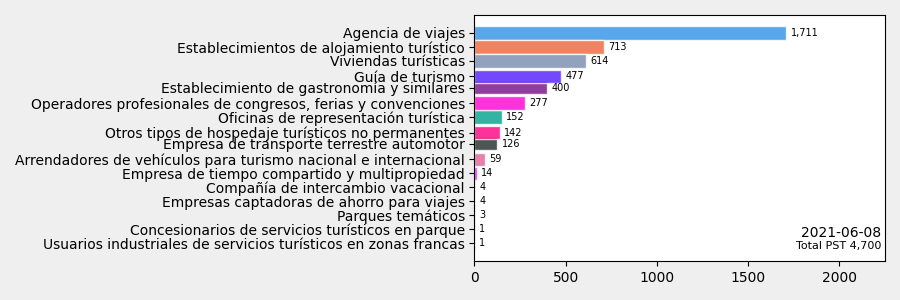 Agencia de viajes 1,711
Establecimientos de alojamiento turístico 713
Viviendas turísticas 614
Guía de turismo 477
Establecimiento de gastronomía y similares 400
Operadores profesionales de congresos, ferias y convenciones 277
Oficinas de representación turística 152
Otros tipos de hospedaje turísticos no permanentes 142
Empresa de transporte terrestre automotor 126
Arrendadores de vehículos para turismo nacional e internacional 59
Empresa de tiempo compartido y multipropiedad 14
Compañía de intercambio vacacional 4
Empresas captadoras de ahorro para viajes 4
Parques temáticos 3
Concesionarios de servicios turísticos en parque 1
Usuarios industriales de servicios turísticos en zonas francas 1
2021-06-08
Total PST 4,700
0 500 1000 1500 2000